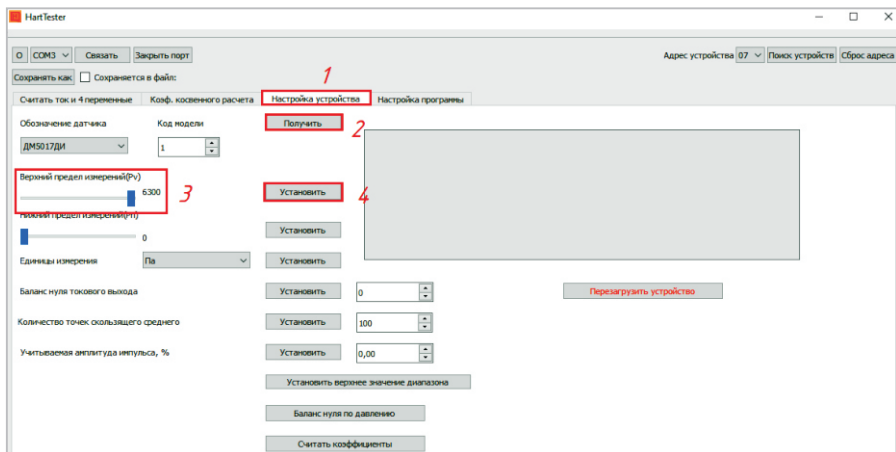 HartTester
О COM3 Связать Закрыть порт Адрес устройства 07 Поиск устройств Сброс адреса
Сохранять как Сохраняется в файл:
1
Считать ток и 4 переменные Коэф. косвенного расчета Настройка устройства Настройка программы
Обозначение датчика Код модели Получить 2
ДМ5017ДИ 1
Верхний предел измерений(Pv)
6300 3 Установить 4
Нижний предел измерений(Pn)
0 Установить
Единицы измерения Па Установить
Баланс нуля токового выхода Установить 0 Перезагрузить устройство
Количество точек скользящего среднего Установить 100
Учитываемая амплитуда импульса, % Установить 0,00
Установить верхнее значение диапазона
Баланс нуля по давлению
Считать коэффициенты